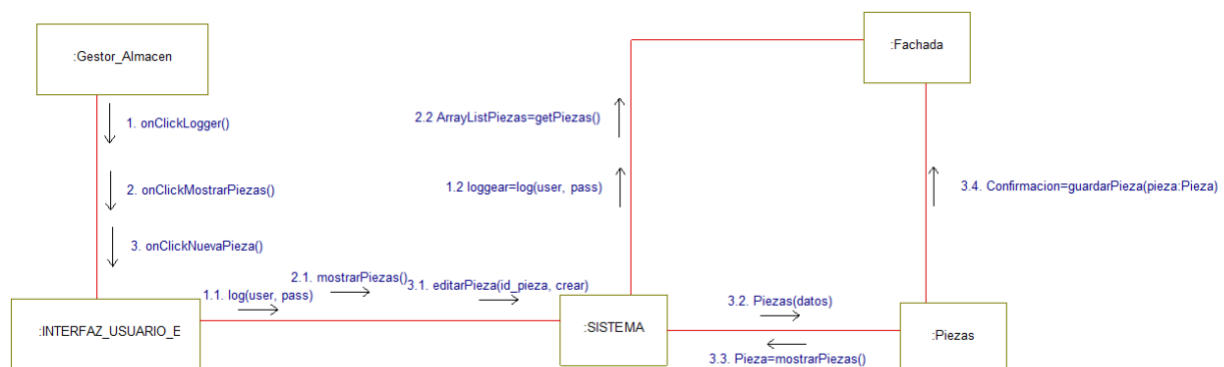 :Fachada
:Gestor_Almacen
2.2 ArrayListPiezas=getPiezas()
1. onClickLogger()
2. onClickMostrarPiezas()
1.2 loggear=log(user, pass)
3.4. Confirmacion=guardarPieza(pieza:Pieza)
3. onClickNuevaPieza()
2.1. mostrarPiezas()
1.1. log(user, pass)
3.1. editarPieza(id_pieza, crear)
3.2. Piezas(datos)
:INTERFAZ_USUARIO_E
:SISTEMA
:Piezas
3.3. Pieza=mostrarPiezas()